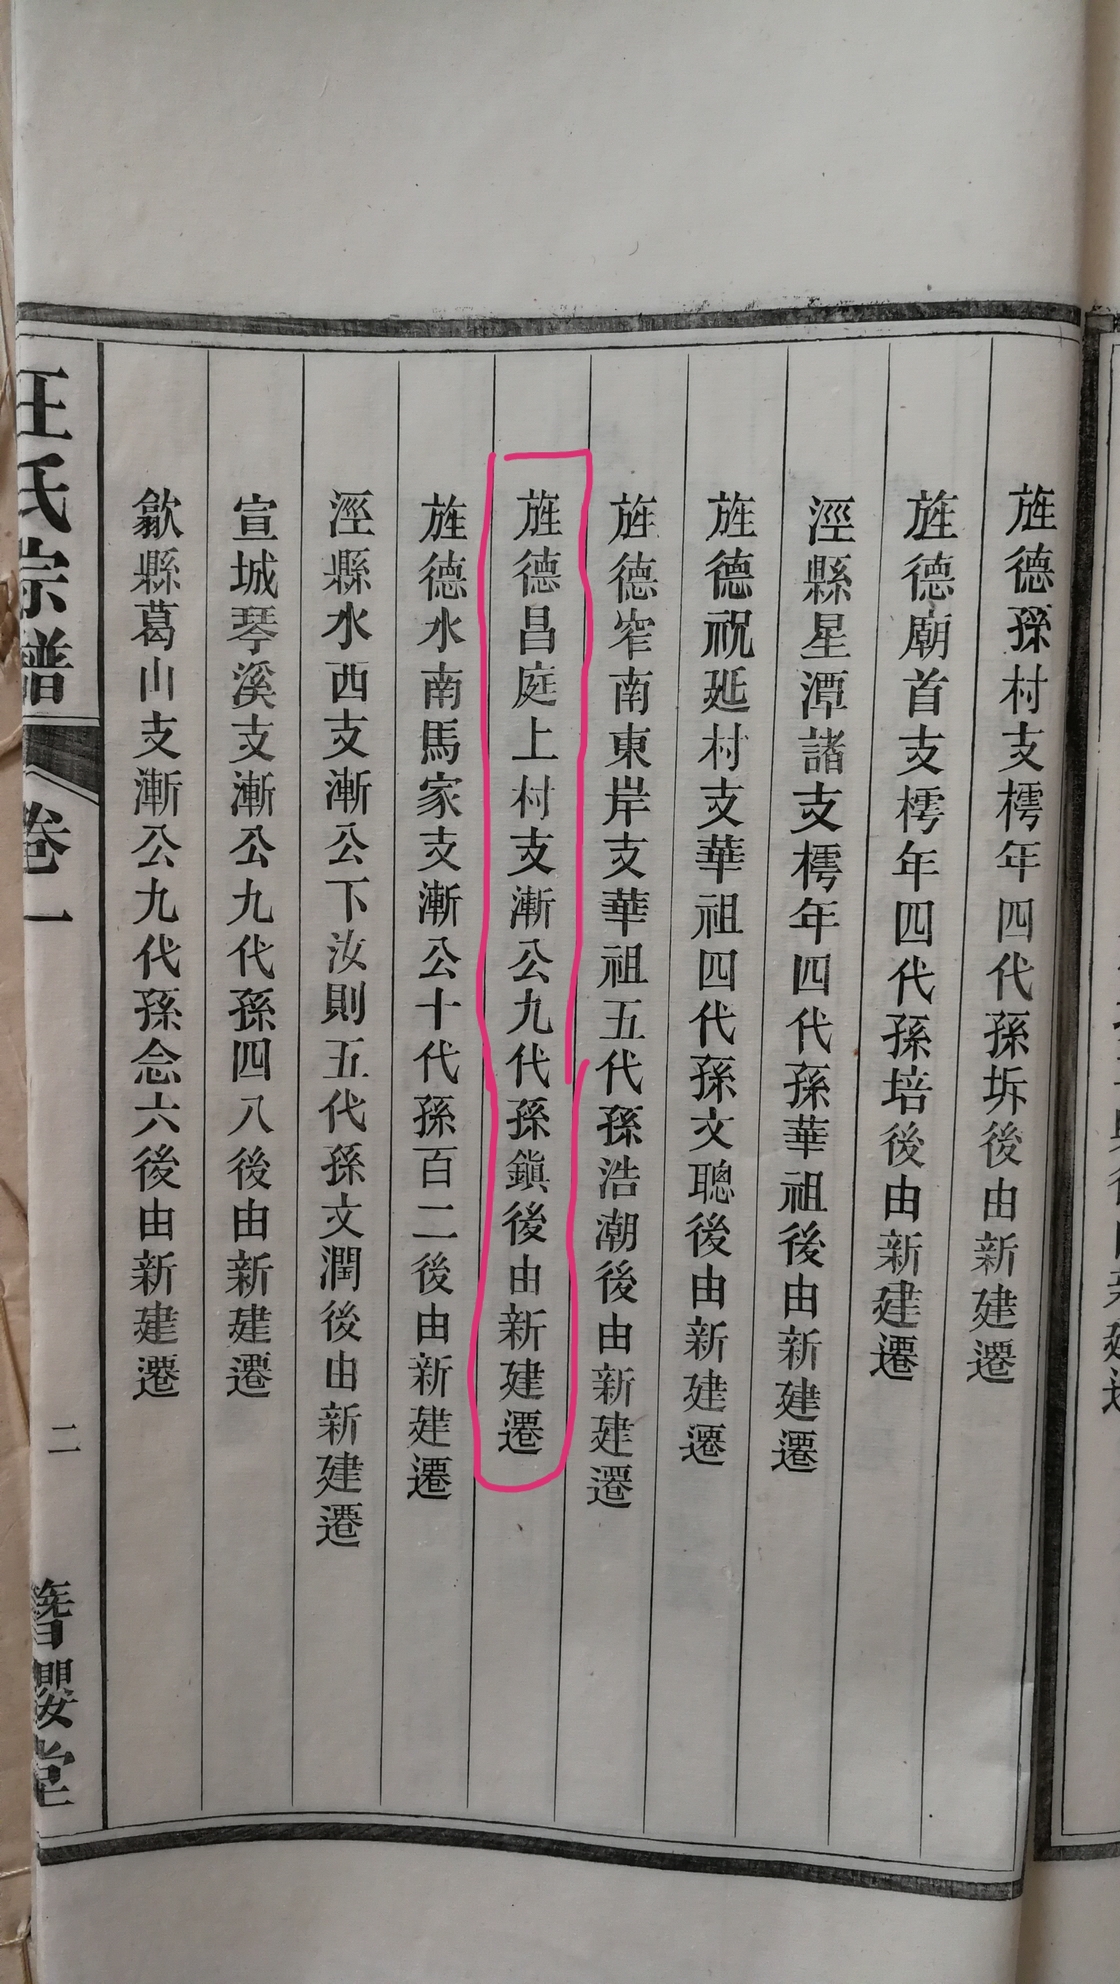 旌德孫村支樗年四代孫坼後由新建遷
旌德廟首支樗年四代孫培後由新建遷
涇縣星潭諸支樗年四代孫華祖後由新建遷
旌德祝延村支華祖四代孫文聰後由新建遷
旌德窄南東岸支華祖五代孫浩潮後由新建遷
旌德昌庭上村支漸公九代孫鎭後由新建遷
旌德水南馬家支漸公十代孫百二後由新建遷
涇縣水西支漸公下汝則五代孫文潤後由新建遷
宣城琴溪支漸公九代孫四八後由新建遷
歙縣葛山支漸公九代孫念六後由新建遷
汪氏宗譜
卷一
二
簪纓堂